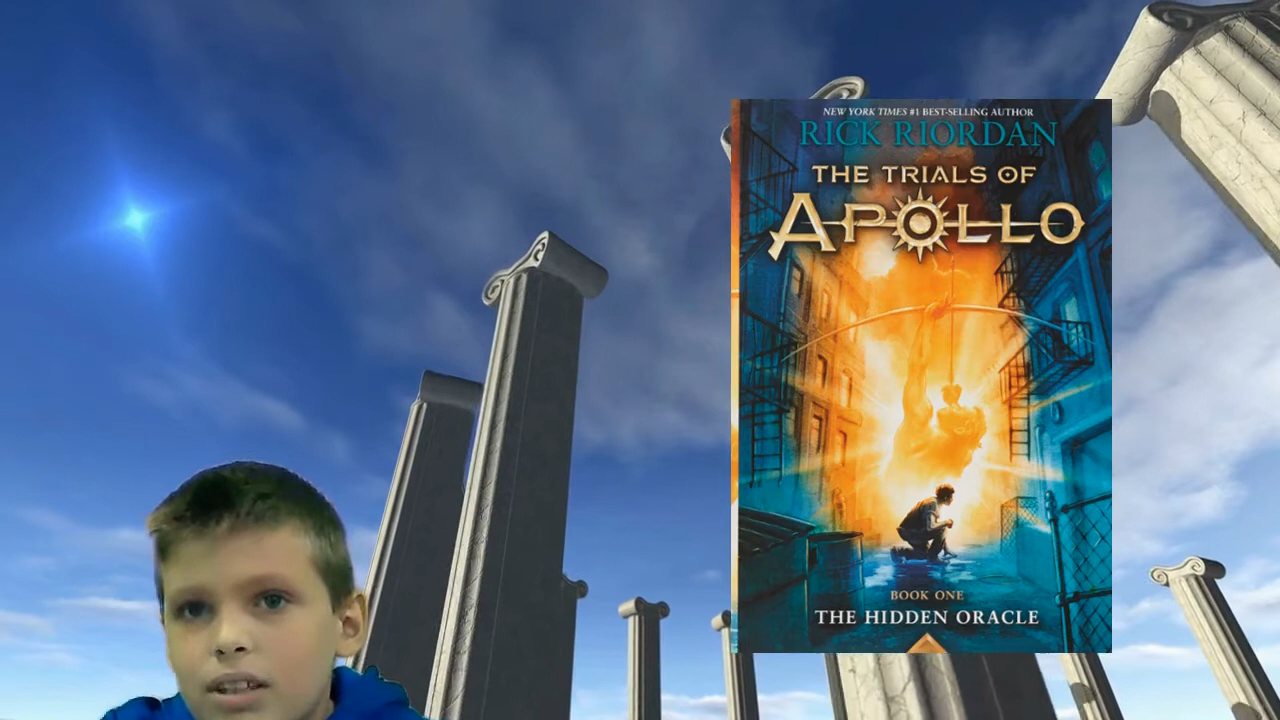 NEW YORK TIMES #1 BEST-SELLING AUTHOR
RICK RIORDAN
THE TRIALS OF
APOLLO
BOOK ONE
THE HIDDEN ORACLE